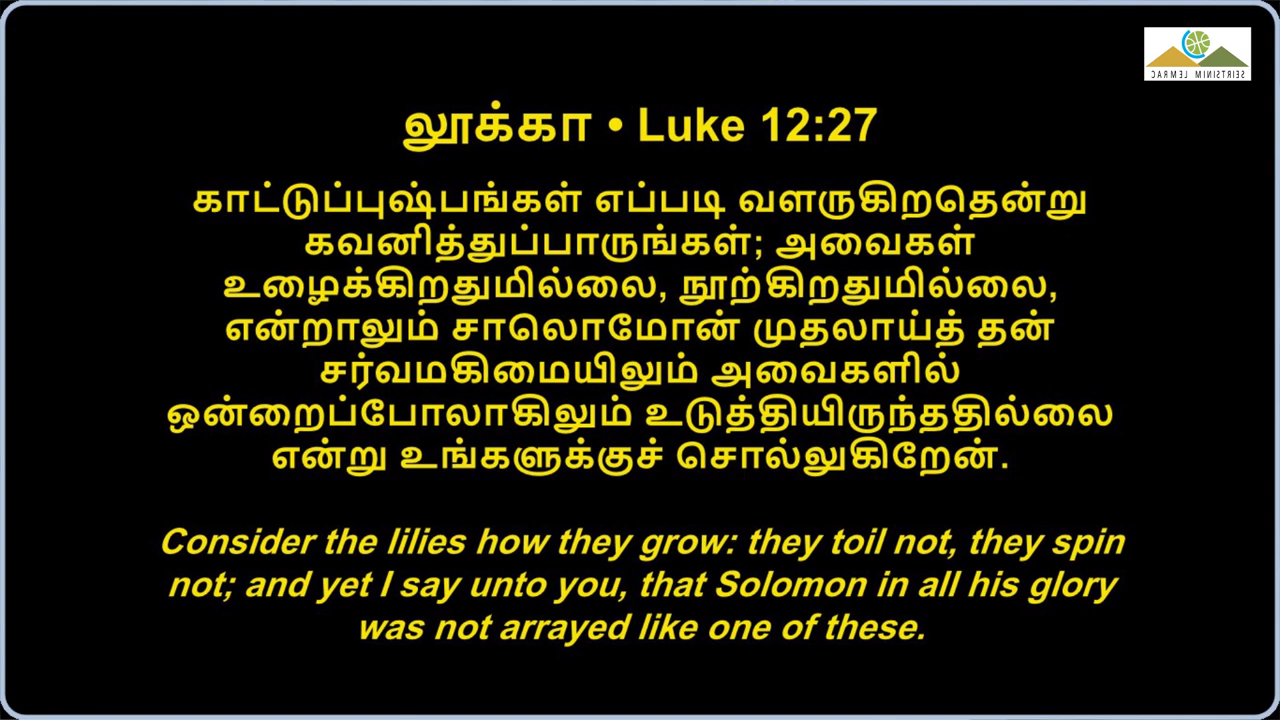 CARMEL MINISTRIES
லூக்கா • Luke 12:27
காட்டுப்புஷ்பங்கள் எப்படி வளருகிறதென்று
கவனித்துப்பாருங்கள்; அவைகள்
உழைக்கிறதுமில்லை, நூற்கிறதுமில்லை,
என்றாலும் சாலொமோன் முதலாய்த் தன்
சர்வமகிமையிலும் அவைகளில்
ஒன்றைப்போலாகிலும் உடுத்தியிருந்ததில்லை
என்று உங்களுக்குச் சொல்லுகிறேன்.
Consider the lilies how they grow: they toil not, they spin
not; and yet I say unto you, that Solomon in all his glory
was not arrayed like one of these.